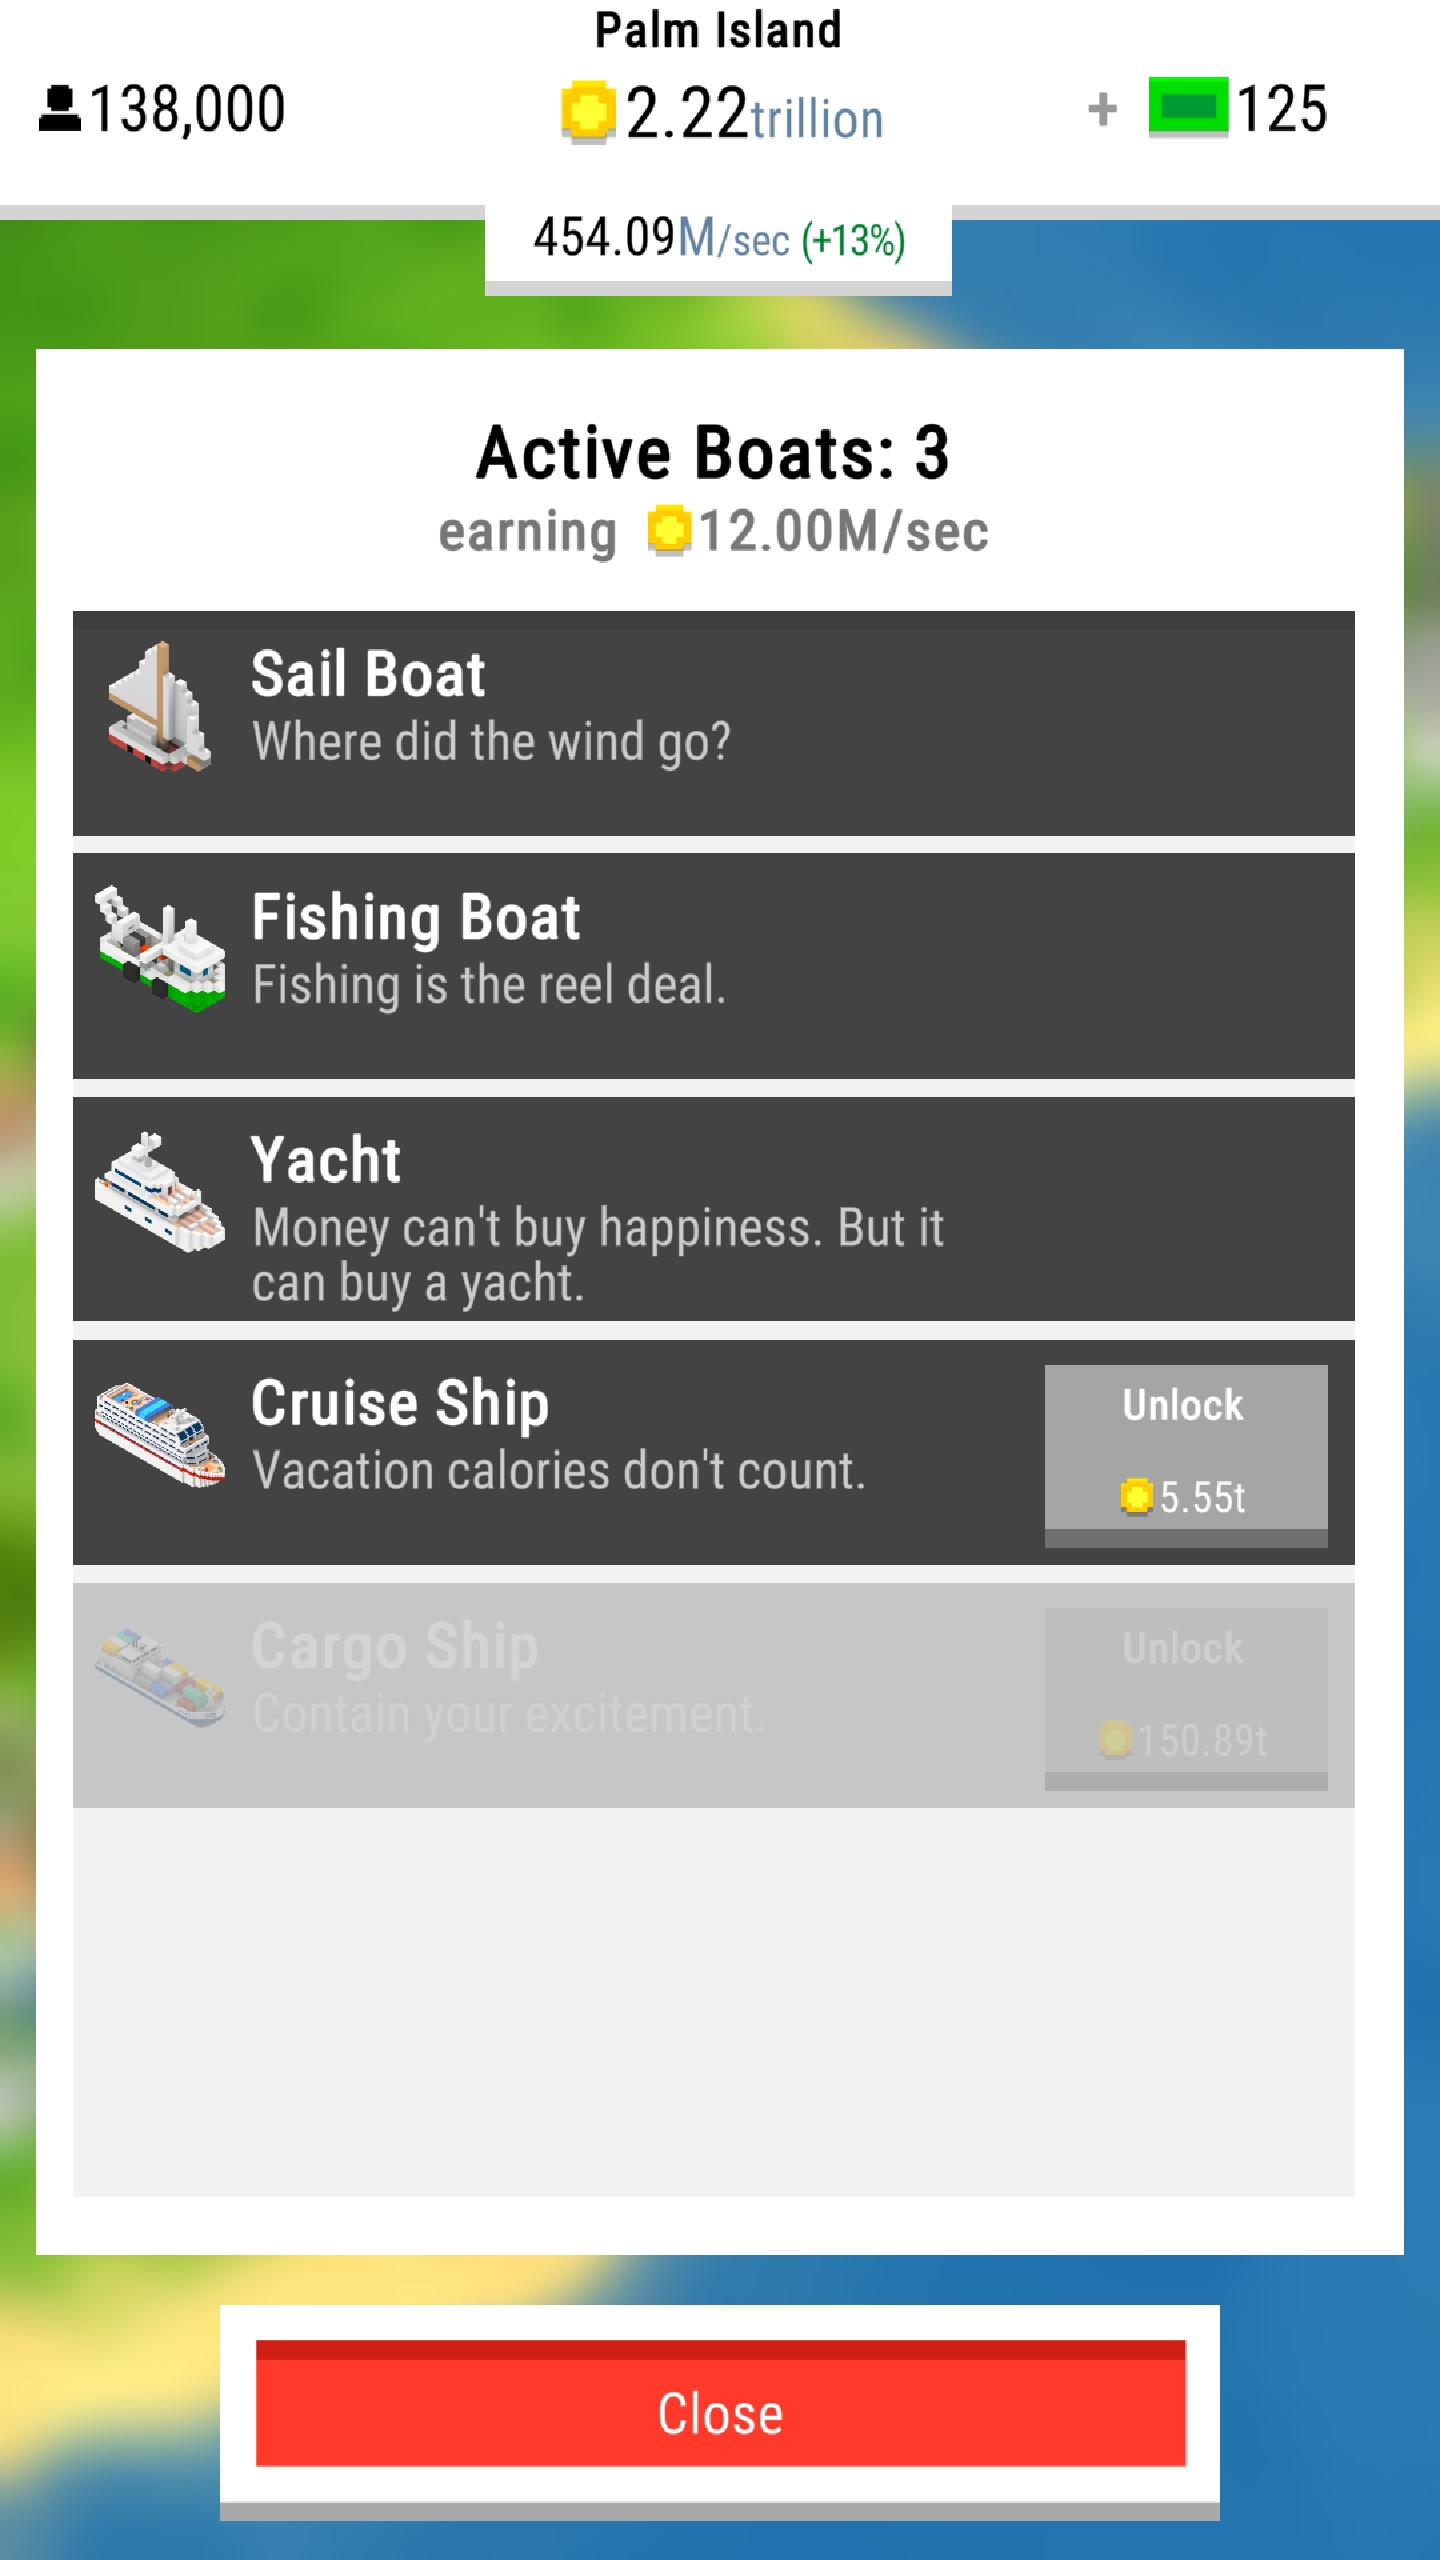 Palm Island
138,000
2.22trillion
+ 125
454.09M/sec (+13%)
Active Boats: 3
earning 12.00M/sec
Sail Boat
Where did the wind go?
Fishing Boat
Fishing is the reel deal.
Yacht
Money can't buy happiness. But it
can buy a yacht.
Cruise Ship
Vacation calories don't count.
Unlock
5.55t
Cargo Ship
Contain your excitement.
Unlock
150.89t
Close